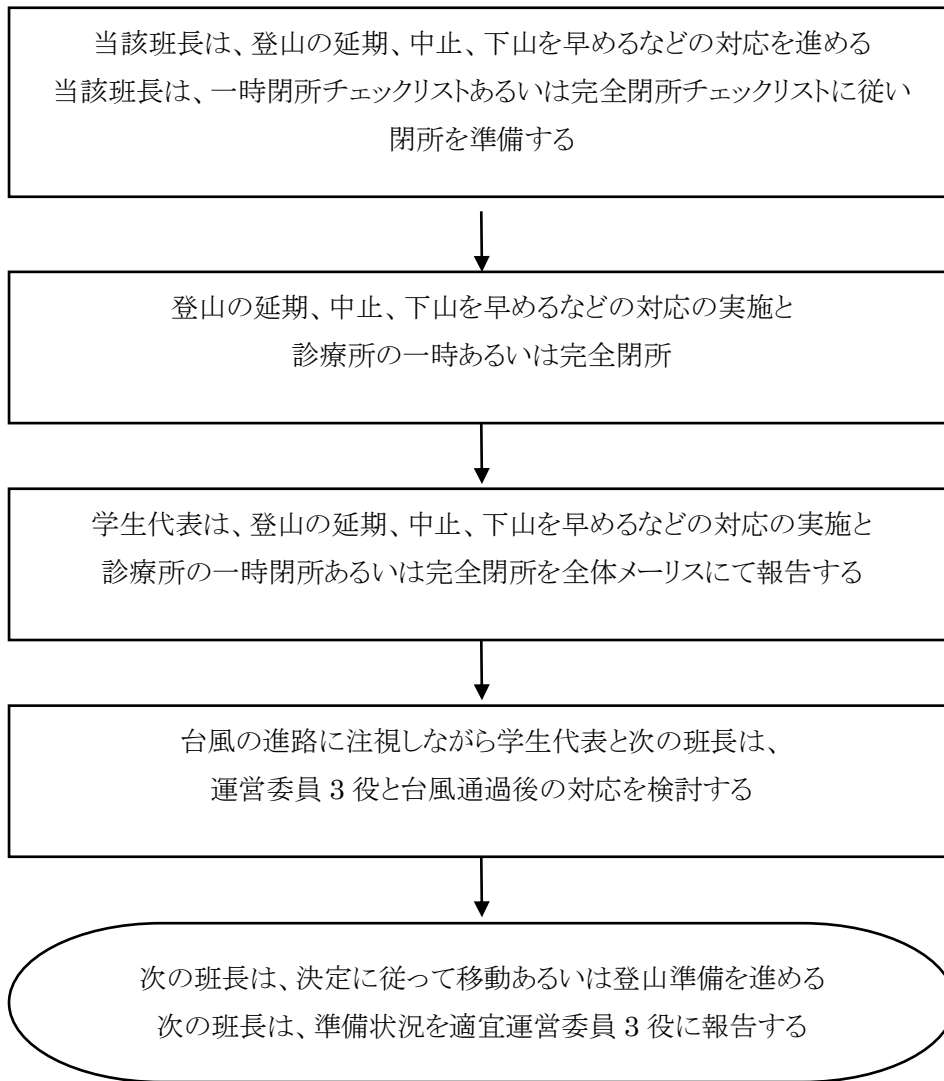 当該班長は、登山の延期、中止、下山を早めるなどの対応を進める
当該班長は、一時閉所チェックリストあるいは完全閉所チェックリストに従い
閉所を準備する
登山の延期、中止、下山を早めるなどの対応の実施と
診療所の一時あるいは完全閉所
学生代表は、登山の延期、中止、下山を早めるなどの対応の実施と
診療所の一時閉所あるいは完全閉所を全体メーリスにて報告する
台風の進路に注視しながら学生代表と次の班長は、
運営委員 3 役と台風通過後の対応を検討する
次の班長は、決定に従って移動あるいは登山準備を進める
次の班長は、準備状況を適宜運営委員 3 役に報告する